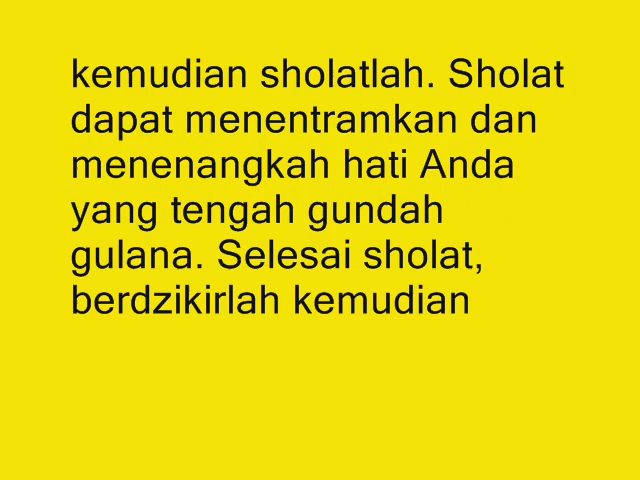 kemudian sholatlah. Sholat
dapat menentramkan dan
menenangkah hati Anda
yang tengah gundah
gulana. Selesai sholat,
berdzikirlah kemudian